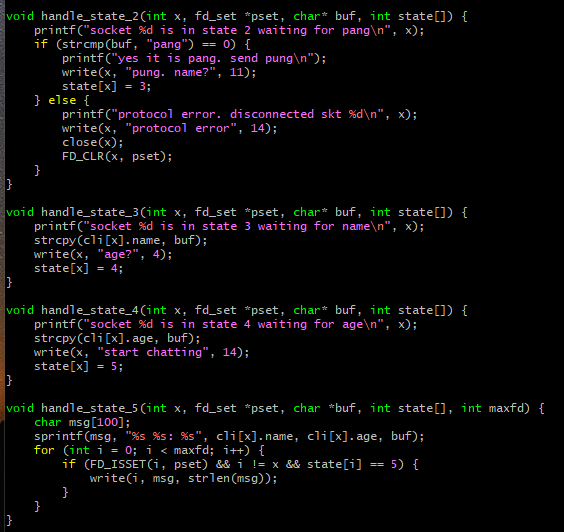 void handle_state_2(int x, fd_set *pset, char* buf, int state[]) {
    printf("socket %d is in state 2 waiting for pang\n", x);
    if (strcmp(buf, "pang") == 0) {
        printf("yes it is pang. send pung\n");
        write(x, "pung. name?", 11);
        state[x] = 3;
    } else {
        printf("protocol error. disconnected skt %d\n", x);
        write(x, "protocol error", 14);
        close(x);
        FD_CLR(x, pset);
    }
}

void handle_state_3(int x, fd_set *pset, char* buf, int state[]) {
    printf("socket %d is in state 3 waiting for name\n", x);
    strcpy(cli[x].name, buf);
    write(x, "age?", 4);
    state[x] = 4;
}

void handle_state_4(int x, fd_set *pset, char* buf, int state[]) {
    printf("socket %d is in state 4 waiting for age\n", x);
    strcpy(cli[x].age, buf);
    write(x, "start chatting", 14);
    state[x] = 5;
}

void handle_state_5(int x, fd_set *pset, char *buf, int state[], int maxfd) {
    char msg[100];
    sprintf(msg, "%s %s: %s", cli[x].name, cli[x].age, buf);
    for (int i = 0; i < maxfd; i++) {
        if (FD_ISSET(i, pset) && i != x && state[i] == 5) {
            write(i, msg, strlen(msg));
        }
    }
}